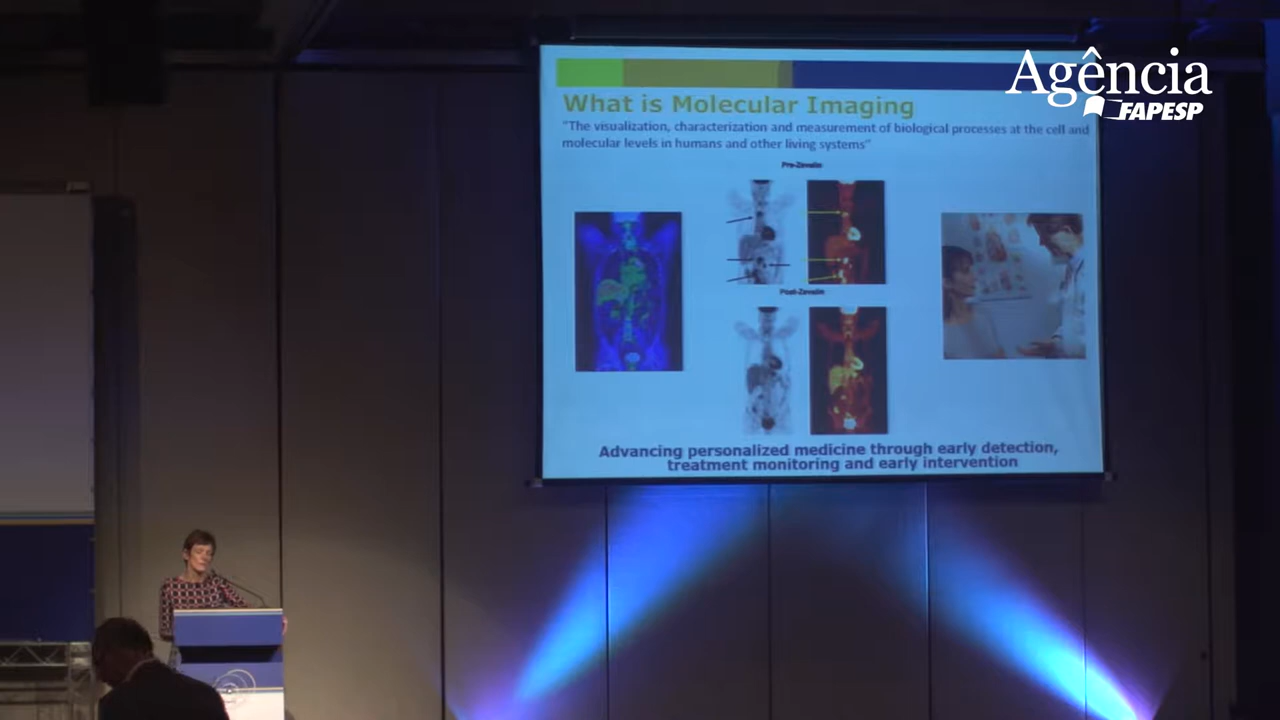 Agência
FAPESP
What is Molecular Imaging
"The visualization, characterization and measurement of biological processes at the cell and
molecular levels in humans and other living systems"
Pre-Zevalin
Post-Zevalin
Advancing personalized medicine through early detection,
treatment monitoring and early intervention